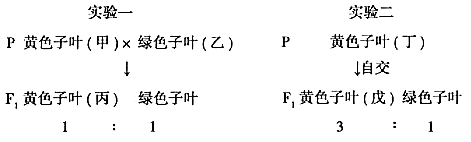 实验一 实验二
P 黄色子叶(甲)× 绿色子叶(乙) P 黄色子叶(丁)
↓ ↓自交
F₁ 黄色子叶(丙) 绿色子叶 F₁ 黄色子叶(戊) 绿色子叶
1 : 1 3 : 1